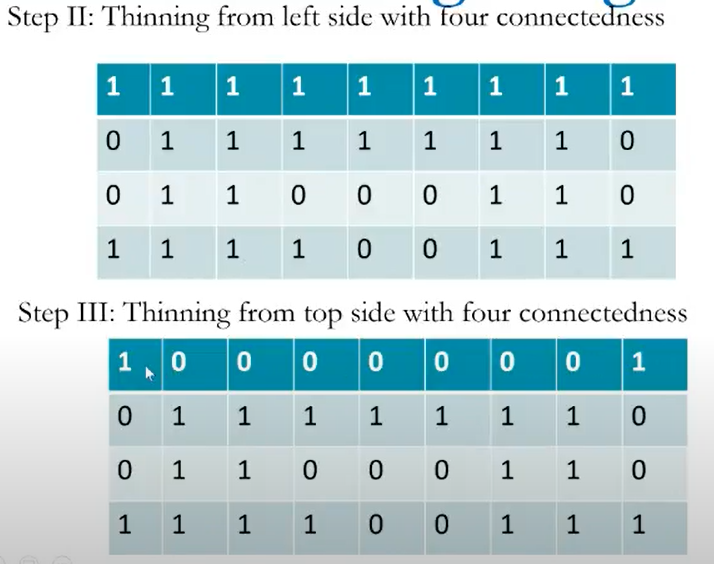 Step II: Thinning from left side with four connectedness
1 1 1 1 1 1 1 1 1
0 1 1 1 1 1 1 1 0
0 1 1 0 0 0 1 1 0
1 1 1 1 0 0 1 1 1
Step III: Thinning from top side with four connectedness
1 0 0 0 0 0 0 0 1
0 1 1 1 1 1 1 1 0
0 1 1 0 0 0 1 1 0
1 1 1 1 0 0 1 1 1